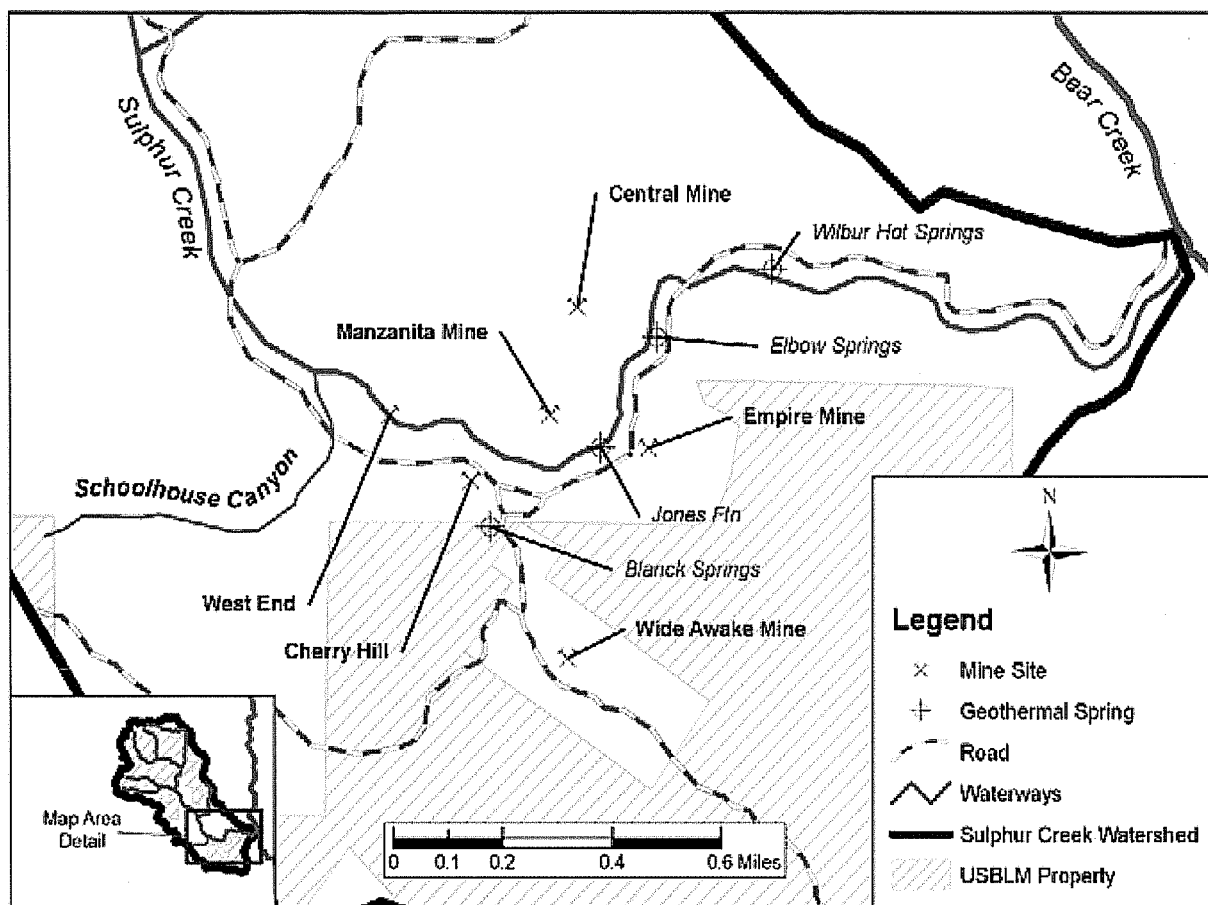 Sulphur Creek
Bear Creek
Central Mine
Wilbur Hot Springs
Manzanita Mine
Elbow Springs
Empire Mine
Schoolhouse Canyon
Jones Ftn
Blanck Springs
West End
Cherry Hill
Wide Awake Mine
N
Legend
Mine Site
Geothermal Spring
Road
Waterways
Sulphur Creek Watershed
USBLM Property
Map Area
Detail
0 0.1 0.2 0.4 0.6 Miles